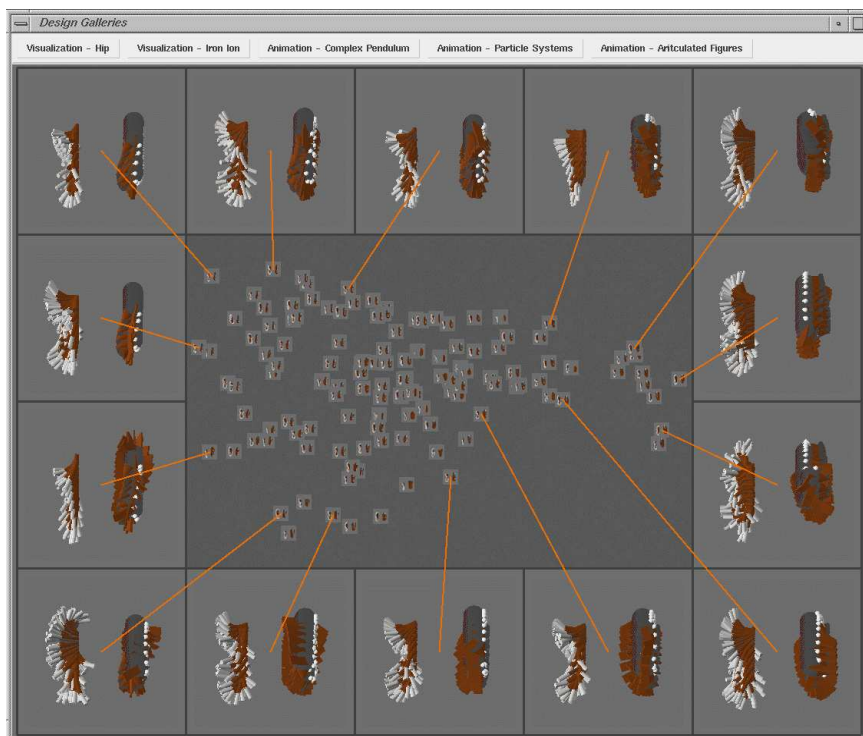 Design Galleries
Visualization - Hip
Visualization - Iron Ion
Animation - Complex Pendulum
Animation - Particle Systems
Animation - Aritculated Figures